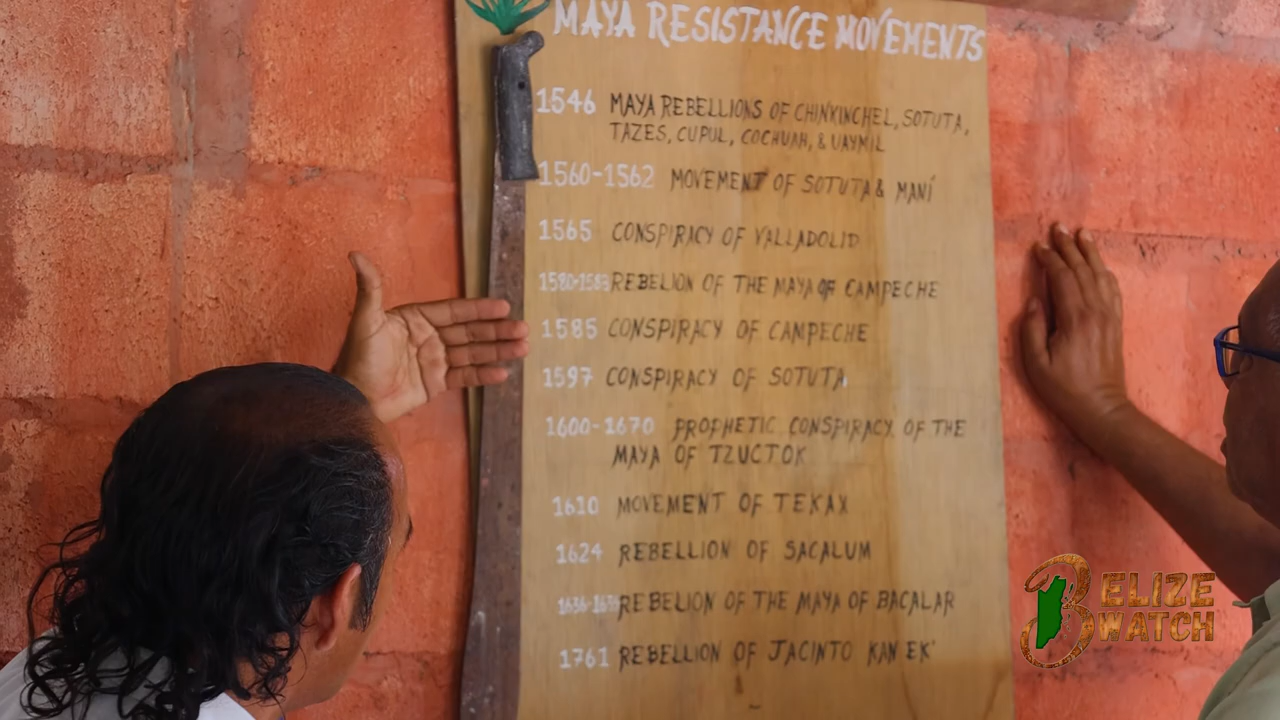 MAYA RESISTANCE MOVEMENTS
1546 MAYA REBELLIONS OF CHINKINCHEL, SOTUTA,
TAZES, CUPUL, COCHUAH, & UAYMIL
1560-1562 MOVEMENT OF SOTUTA & MANÍ
1565 CONSPIRACY OF VALLADOLID
1580-1583 REBELION OF THE MAYA OF CAMPECHE
1585 CONSPIRACY OF CAMPECHE
1597 CONSPIRACY OF SOTUTA
1600-1670 PROPHETIC CONSPIRACY OF THE
MAYA OF TZUCTOK
1610 MOVEMENT OF TEKAX
1624 REBELLION OF SACALUM
REBELION OF THE MAYA OF BACALAR
1761 REBELLION OF JACINTO KAN EK'
BELIZE
WATCH